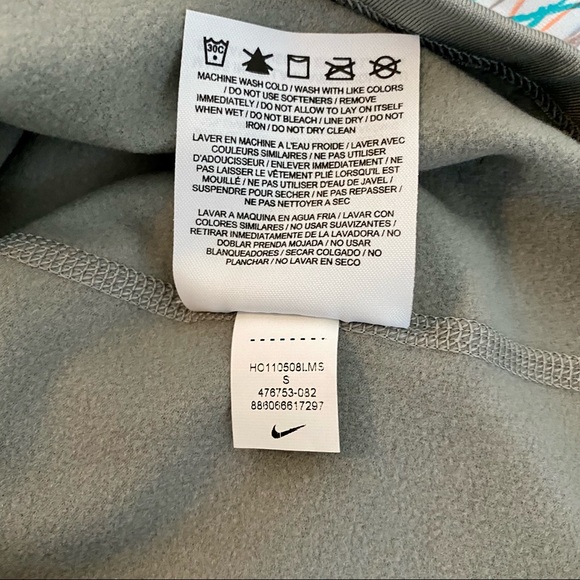 30C
MACHINE WASH COLD / WASH WITH LIKE COLORS
/ DO NOT USE SOFTENERS / REMOVE
IMMEDIATELY / DO NOT ALLOW TO LAY ON ITSELF
WHEN WET / DO NOT BLEACH / LINE DRY / DO NOT
IRON / DO NOT DRY CLEAN
LAVER EN MACHINE A L'EAU FROIDE / LAVER AVEC
COULEURS SIMILAIRES / NE PAS UTILISER
D'ADOUCISSEUR / ENLEVER IMMEDIATEMENT / NE
PAS LAISSER LE VÊTEMENT PLIÉ LORSQU'IL EST
MOUILLÉ / NE PAS UTILISER D'EAU DE JAVEL /
SUSPENDRE POUR SECHER / NE PAS REPASSER /
NE PAS NETTOYER A SEC
LAVAR A MAQUINA EN AGUA FRIA / LAVAR CON
COLORES SIMILARES / NO USAR SUAVIZANTES /
RETIRAR IMMEDIATAMENTE DE LA LAVADORA / NO
DOBLAR PRENDA MOJADA / NO USAR
BLANQUEADORES / SECAR COLGADO / NO
PLANCHAR / NO LAVAR EN SECO
HO110508LMS
S
476753-082
886066617297